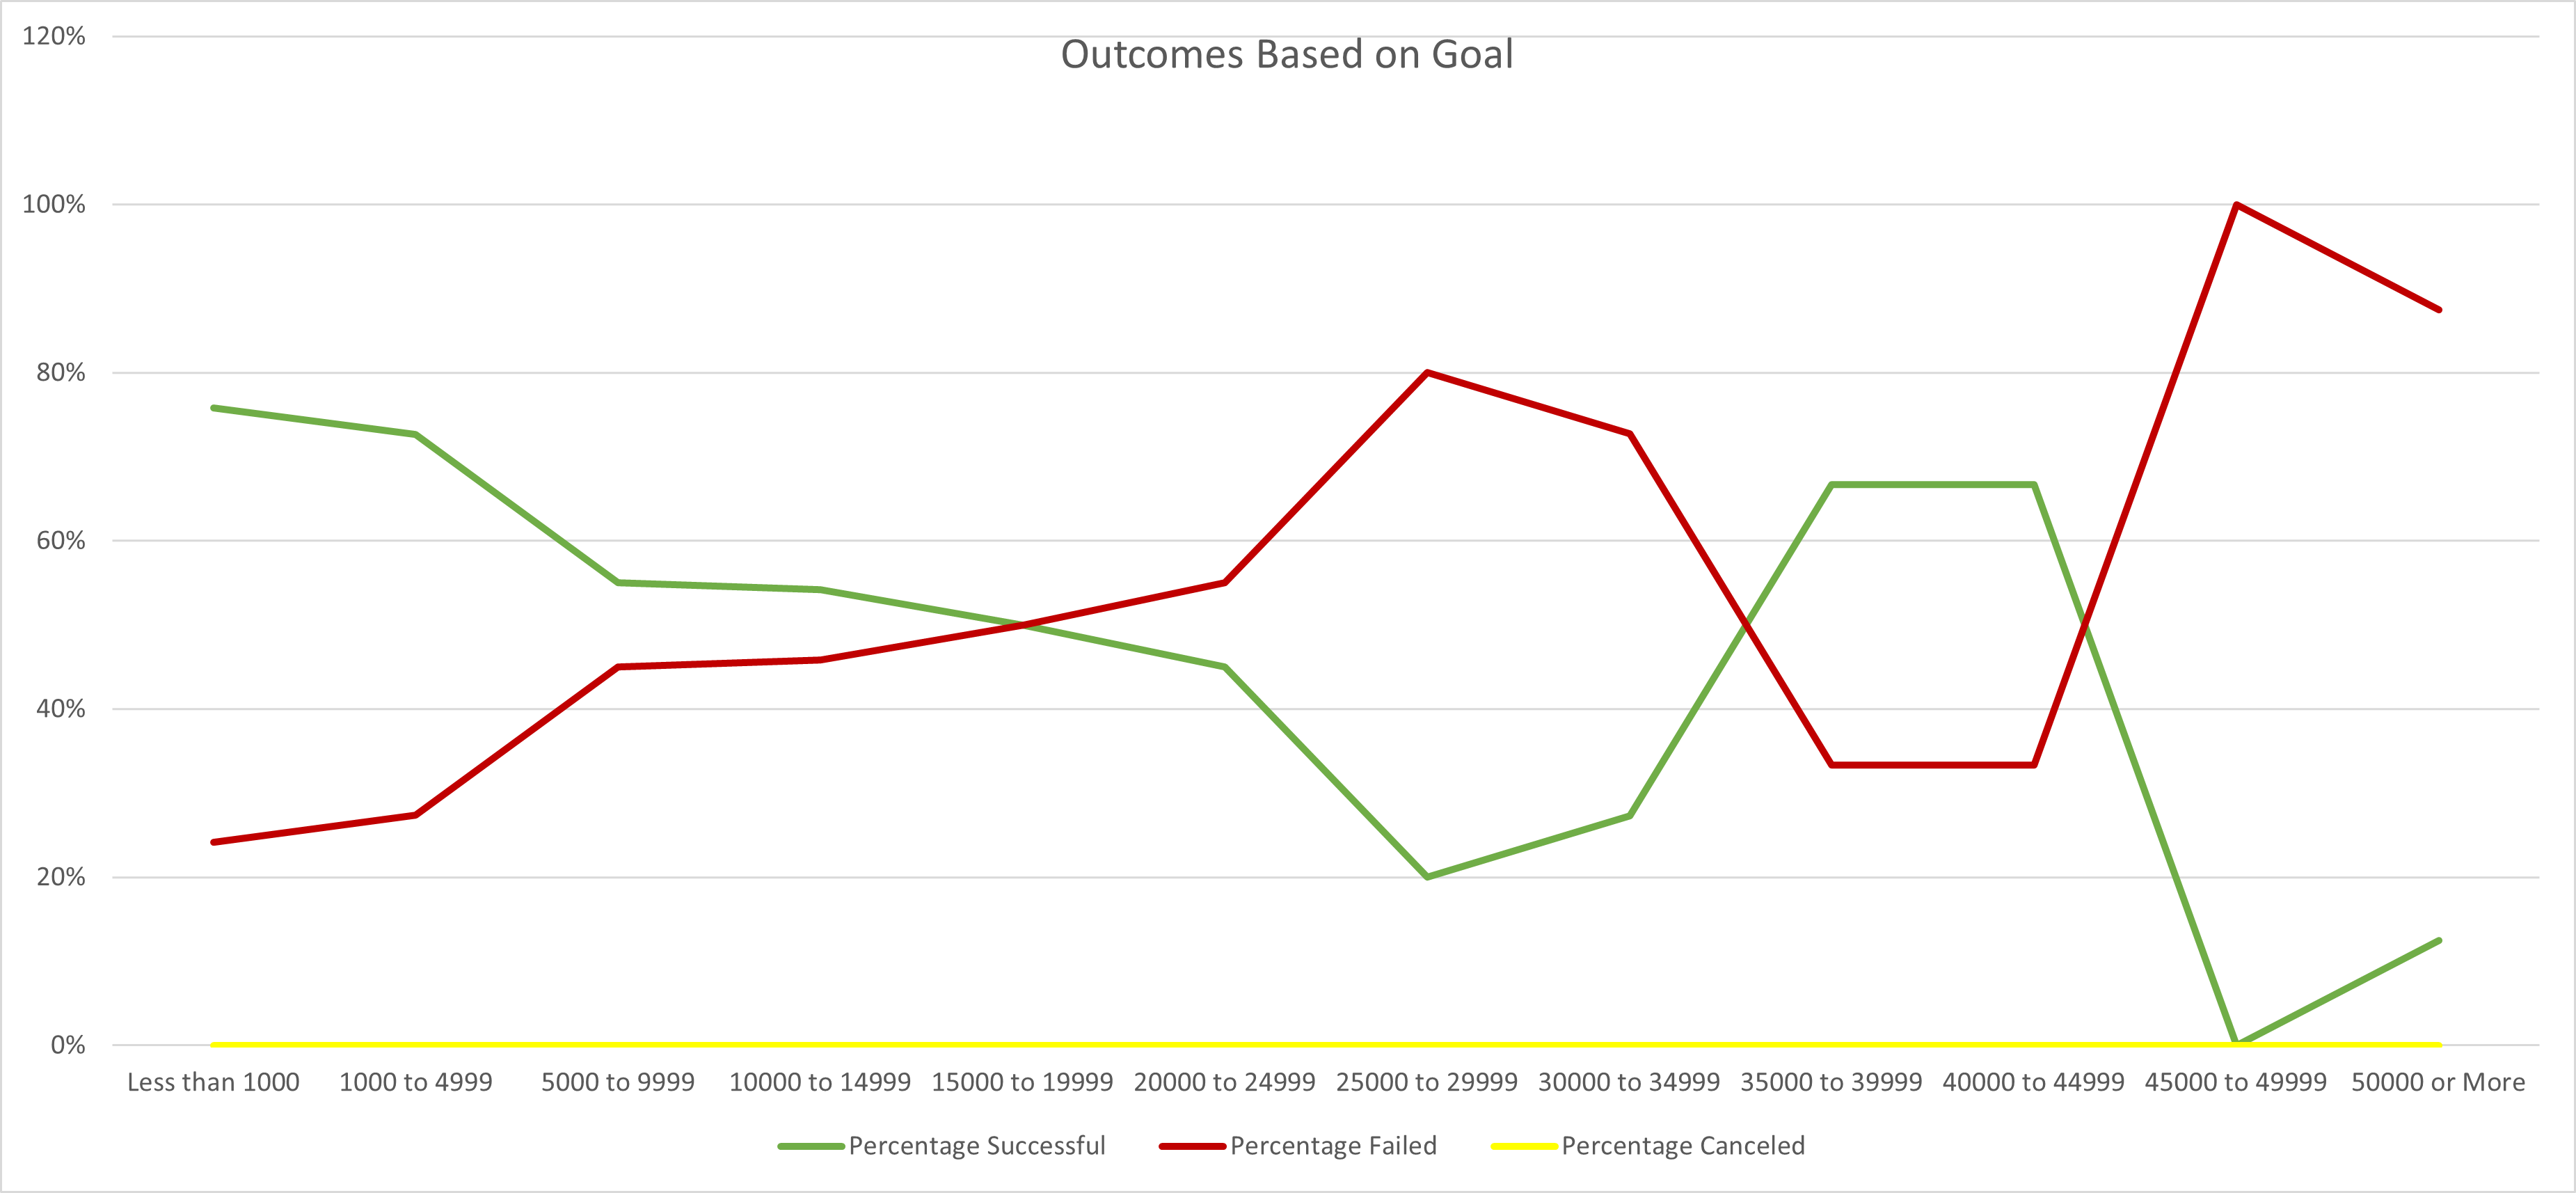 Outcomes Based on Goal
120%
100%
80%
60%
40%
20%
0%
Less than 1000 1000 to 4999 5000 to 9999 10000 to 14999 15000 to 19999 20000 to 24999 25000 to 29999 30000 to 34999 35000 to 39999 40000 to 44999 45000 to 49999 50000 or More
Percentage Successful Percentage Failed Percentage Canceled